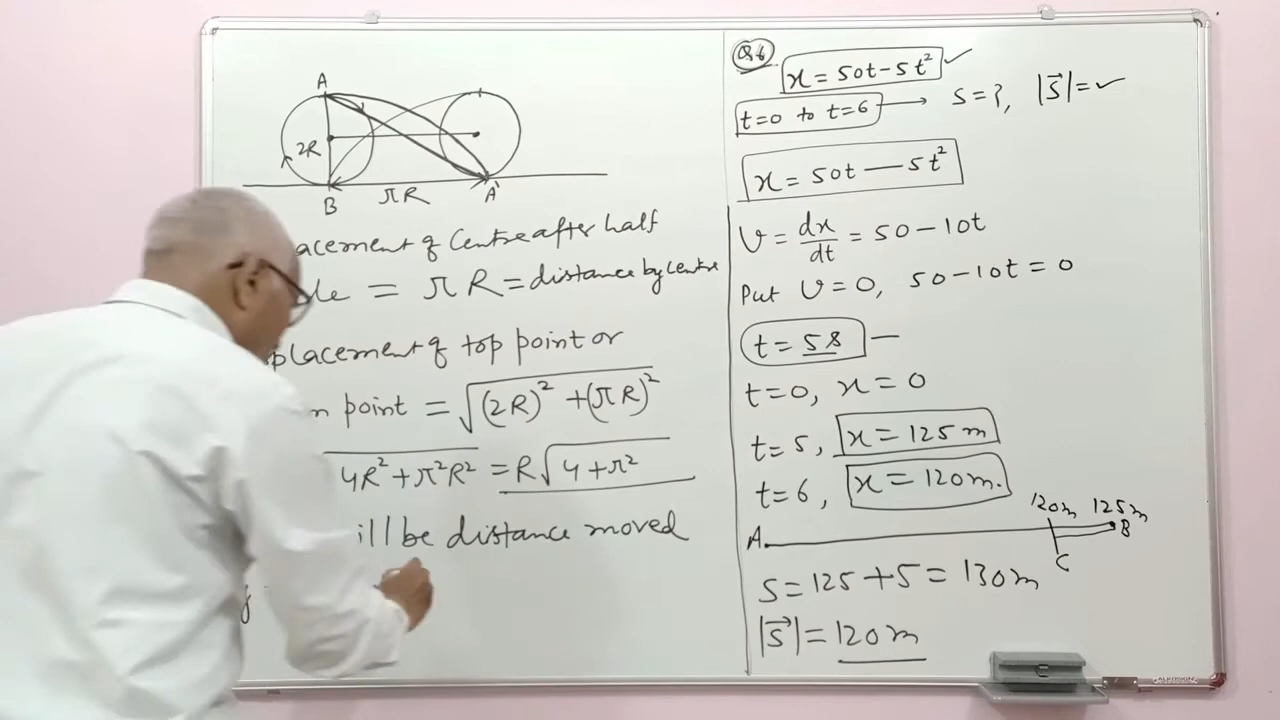 A
2R
B
πR
A'
acement of Centre after half
le = πR = distance by centre
placement of top point or
m point = √(2R)² + (πR)²
4R² + π²R² = R√4 + π²
ill be distance moved
Q6
x = 50t - 5t² ✓
t = 0 to t = 6 → s = ?, |s⃗| = ✓
x = 50t — 5t²
v = dx/dt = 50 - 10t
Put v = 0, 50 - 10t = 0
t = 5s —
t = 0, x = 0
t = 5, x = 125 m
t = 6, x = 120 m.
120m 125m
A B
C
s = 125 + 5 = 130 m
|s⃗| = 120 m